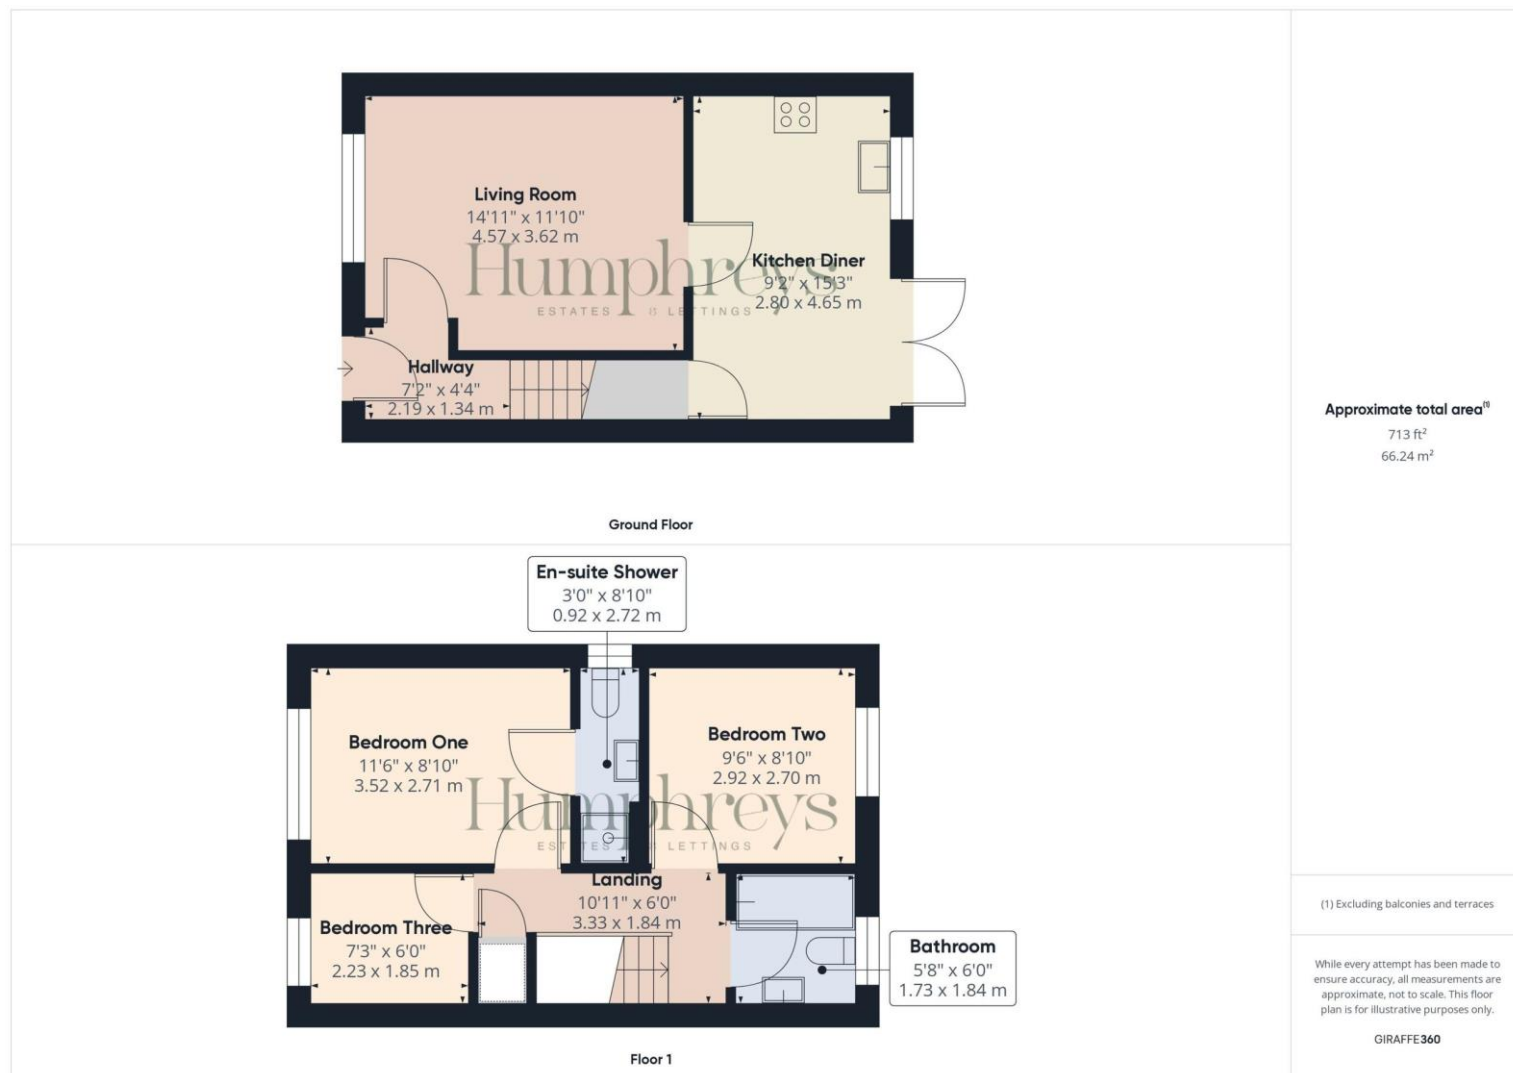 Living Room
14'11" x 11'10"
4.57 x 3.62 m
Kitchen Diner
9'2" x 15'3"
2.80 x 4.65 m
Humphreys
ESTATES & LETTINGS
Hallway
7'2" x 4'4"
2.19 x 1.34 m
Ground Floor
En-suite Shower
3'0" x 8'10"
0.92 x 2.72 m
Bedroom One
11'6" x 8'10"
3.52 x 2.71 m
Bedroom Two
9'6" x 8'10"
2.92 x 2.70 m
Humphreys
ESTATES & LETTINGS
Landing
10'11" x 6'0"
3.33 x 1.84 m
Bedroom Three
7'3" x 6'0"
2.23 x 1.85 m
Bathroom
5'8" x 6'0"
1.73 x 1.84 m
Floor 1
Approximate total area(1)
713 ft²
66.24 m²
(1) Excluding balconies and terraces
While every attempt has been made to
ensure accuracy, all measurements are
approximate, not to scale. This floor
plan is for illustrative purposes only.
GIRAFFE360